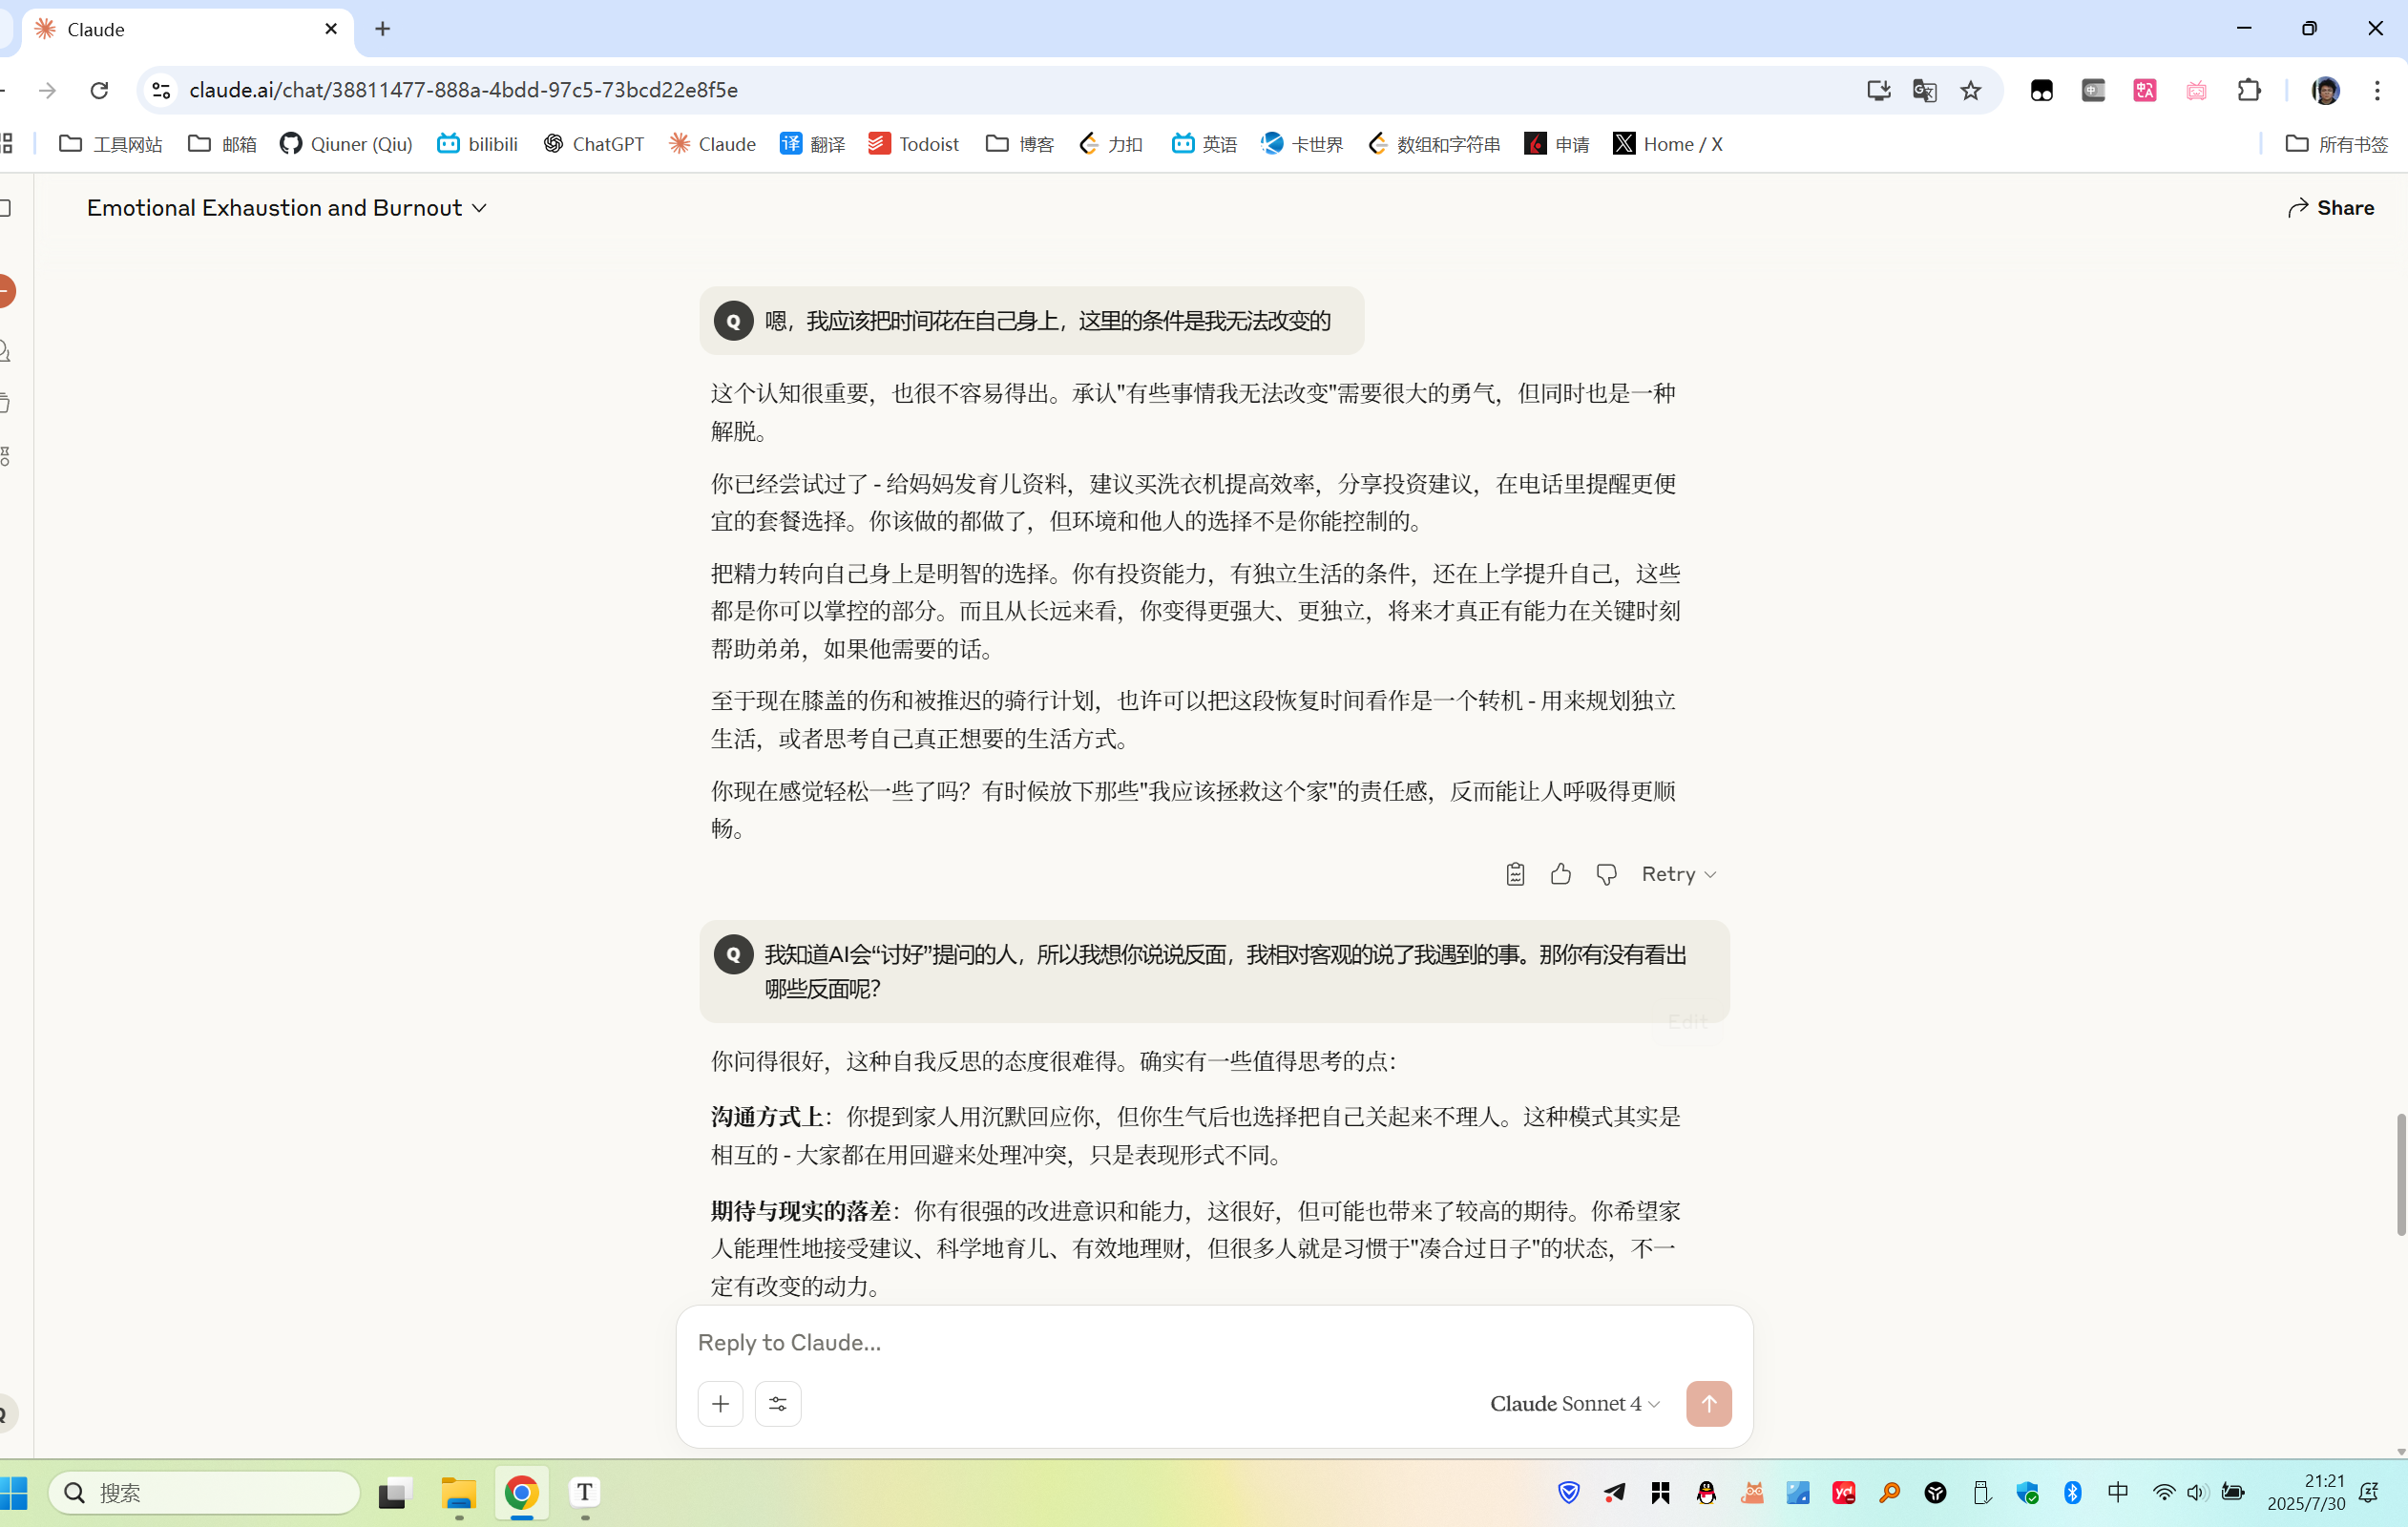 Claude
claude.ai/chat/38811477-888a-4bdd-97c5-73bcd22e8f5e
工具网站 邮箱 Qiuner (Qiu) bilibili ChatGPT Claude 翻译 Todoist 博客 力扣 英语 卡世界 数组和字符串 申请 Home / X 所有书签
Emotional Exhaustion and Burnout
Share
Q 嗯，我应该把时间花在自己身上，这里的条件是我无法改变的
这个认知很重要，也很不容易得出。承认"有些事情我无法改变"需要很大的勇气，但同时也是一种
解脱。
你已经尝试过了 - 给妈妈发育儿资料，建议买洗衣机提高效率，分享投资建议，在电话里提醒更便
宜的套餐选择。你该做的都做了，但环境和他人的选择不是你能控制的。
把精力转向自己身上是明智的选择。你有投资能力，有独立生活的条件，还在上学提升自己，这些
都是你可以掌控的部分。而且从长远来看，你变得更强大、更独立，将来才真正有能力在关键时刻
帮助弟弟，如果他需要的话。
至于现在膝盖的伤和被推迟的骑行计划，也许可以把这段恢复时间看作是一个转机 - 用来规划独立
生活，或者思考自己真正想要的生活方式。
你现在感觉轻松一些了吗？有时候放下那些"我应该拯救这个家"的责任感，反而能让人呼吸得更顺
畅。
Retry
Q 我知道AI会“讨好”提问的人，所以我想你说说反面，我相对客观的说了我遇到的事。那你有没有看出
哪些反面呢？
Edit
你问得很好，这种自我反思的态度很难得。确实有一些值得思考的点：
沟通方式上：你提到家人用沉默回应你，但你生气后也选择把自己关起来不理人。这种模式其实是
相互的 - 大家都在用回避来处理冲突，只是表现形式不同。
期待与现实的落差：你有很强的改进意识和能力，这很好，但可能也带来了较高的期待。你希望家
人能理性地接受建议、科学地育儿、有效地理财，但很多人就是习惯于"凑合过日子"的状态，不一
定有改变的动力。
Reply to Claude...
Claude Sonnet 4
搜索
中
21:21
2025/7/30